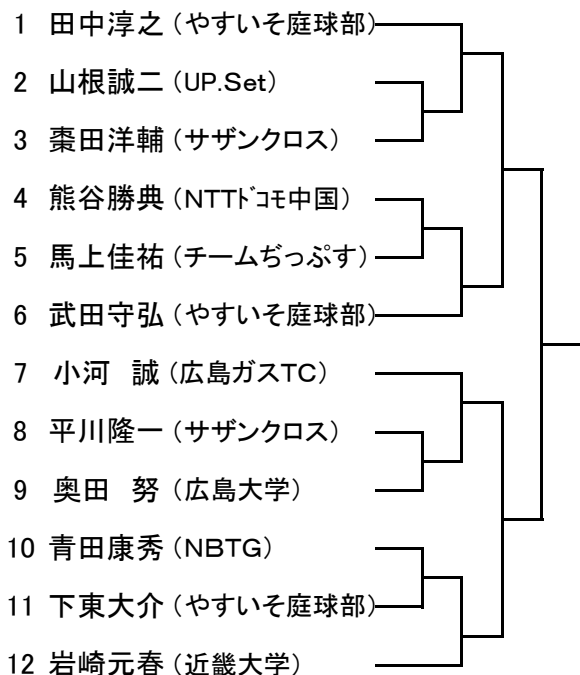 1 田中淳之（やすいそ庭球部）
2 山根誠二（UP.Set）
3 棗田洋輔（サザンクロス）
4 熊谷勝典（NTTﾄﾞｺﾓ中国）
5 馬上佳祐（チームぢっぷす）
6 武田守弘（やすいそ庭球部）
7 小河　誠（広島ガスTC）
8 平川隆一（サザンクロス）
9 奥田　努（広島大学）
10 青田康秀（NBTG）
11 下東大介（やすいそ庭球部）
12 岩崎元春（近畿大学）